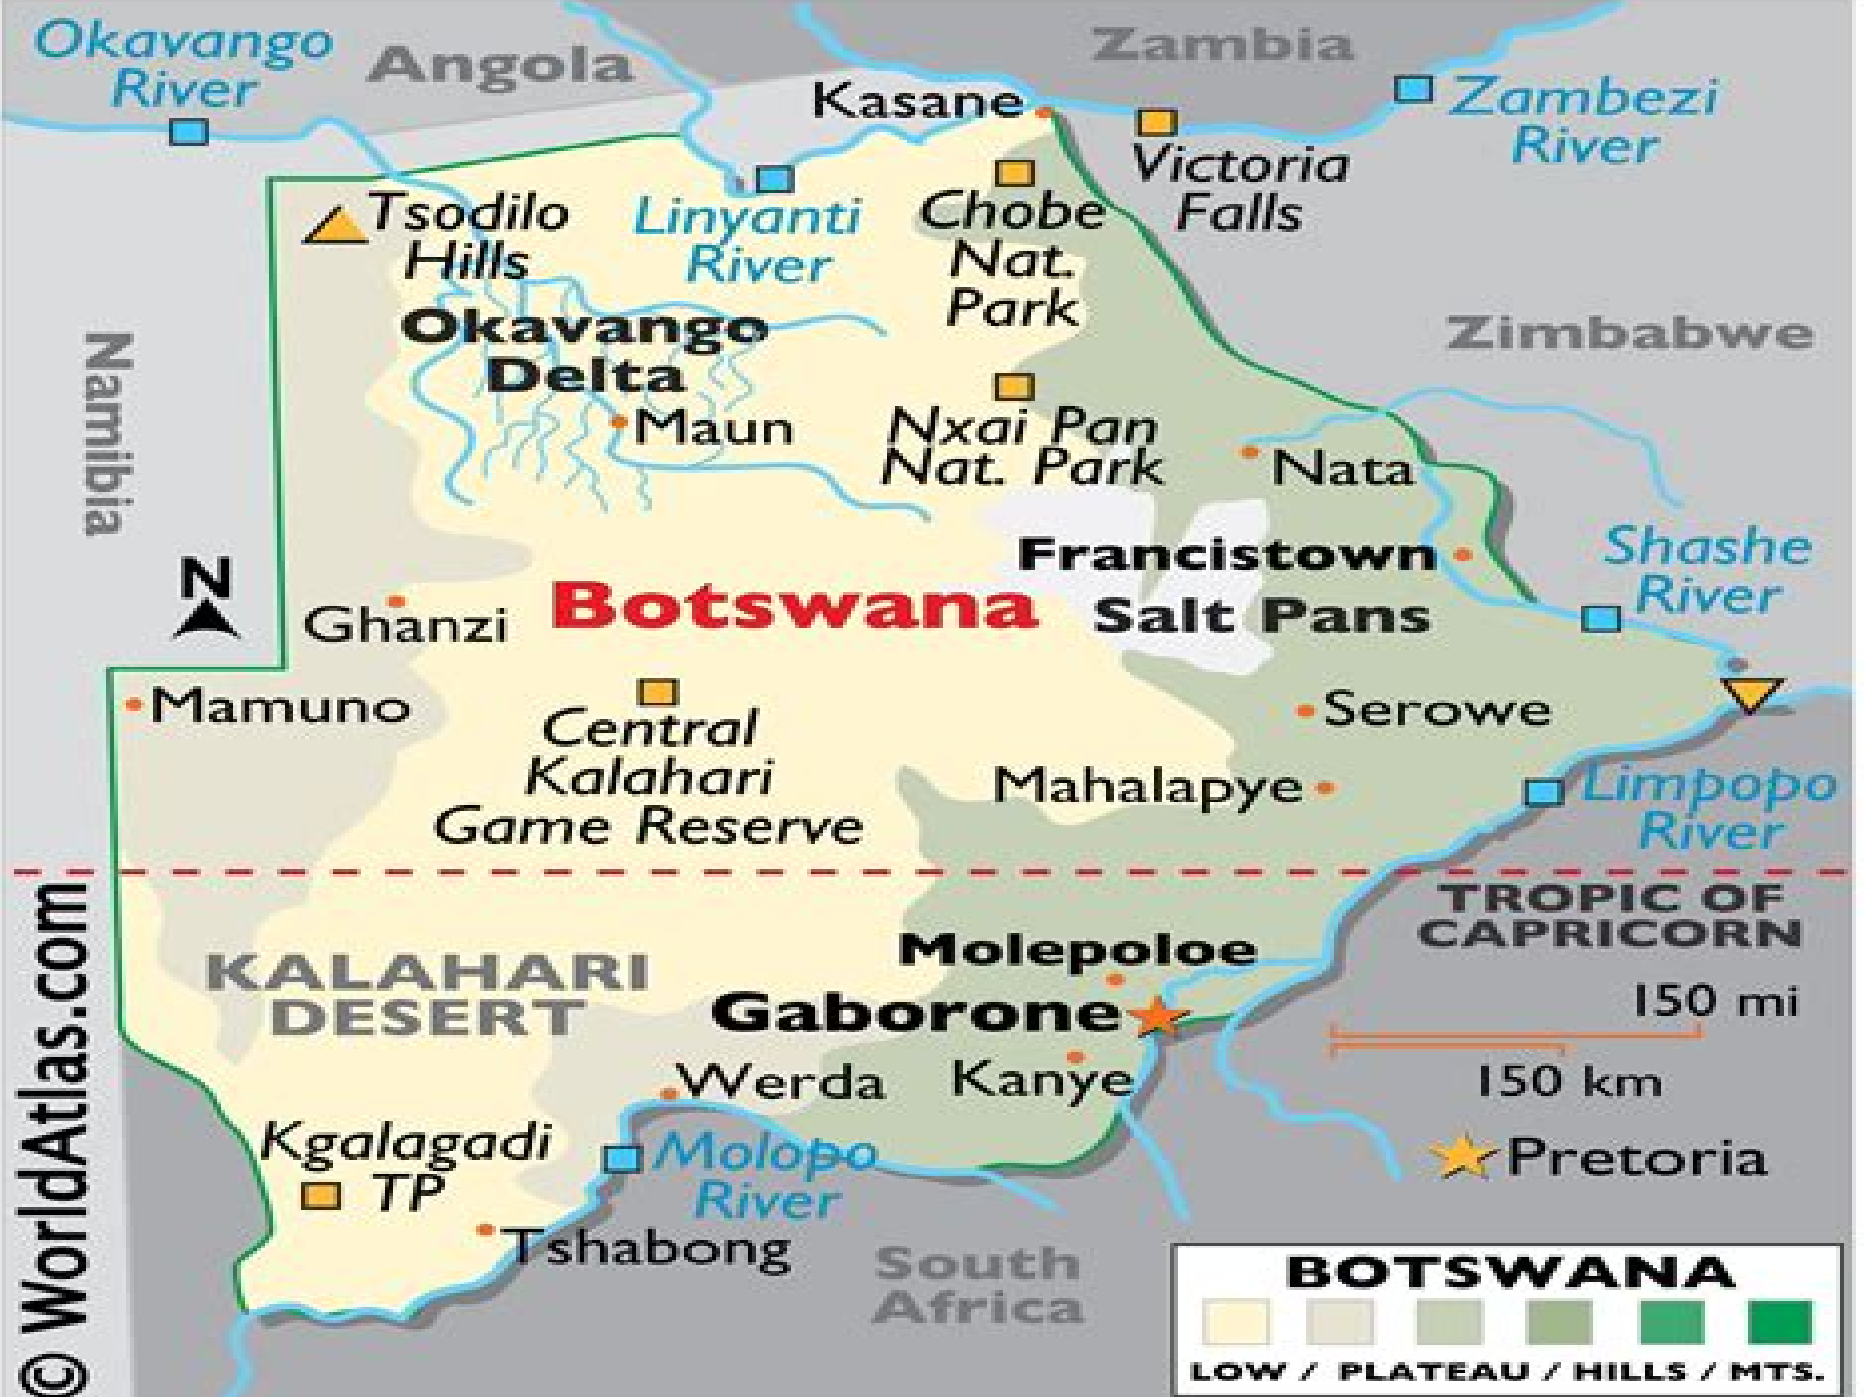 Okavango
River
Angola
Zambia
Kasane
Zambezi
River
Victoria
Falls
Tsodilo
Hills
Linyanti
River
Chobe
Nat.
Park
Okavango
Delta
Zimbabwe
Namibia
Maun
Nxai Pan
Nat. Park
Nata
N
Francistown
Shashe
River
Ghanzi
Botswana
Salt Pans
Mamuno
Central
Kalahari
Game Reserve
Serowe
Mahalapye
Limpopo
River
TROPIC OF
CAPRICORN
KALAHARI
DESERT
Molepoloe
Gaborone
150 mi
150 km
Werda
Kanye
Kgalagadi
TP
Molopo
River
Pretoria
Tshabong
South
Africa
© WorldAtlas.com
BOTSWANA
LOW / PLATEAU / HILLS / MTS.